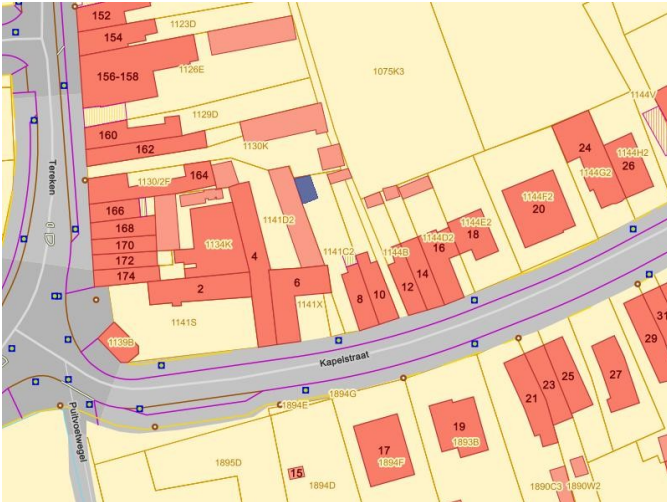 152
1123D
154
156-158
1126E
1075K3
1144V
1129D
160
162
1130K
24
1144H2
1144G2
26
Tereken
1130/2F
164
166
168
170
172
174
1134K
4
1141D2
1144F2
20
1144E2
18
1144D2
16
1144B
14
12
1141C2
10
8
6
1141X
2
1141S
1139B
Kapelstraat
31
29
27
25
23
21
1894G
1894E
Puitvoetwegel
19
1893B
17
1894F
1895D
15
1894D
1890C3
1890W2